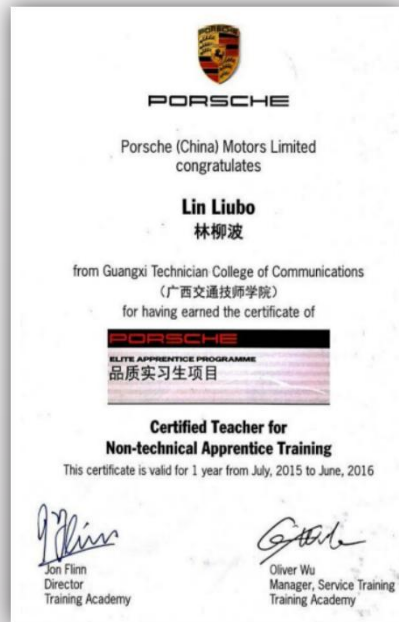 PORSCHE
PORSCHE
Porsche (China) Motors Limited
congratulates
Lin Liubo
林柳波
from Guangxi Technician College of Communications
（广西交通技师学院）
for having earned the certificate of
PORSCHE
ELITE APPRENTICE PROGRAMME
品质实习生项目
Certified Teacher for
Non-technical Apprentice Training
This certificate is valid for 1 year from July, 2015 to June, 2016
Jon Flinn
Director
Training Academy
Oliver Wu
Manager, Service Training
Training Academy